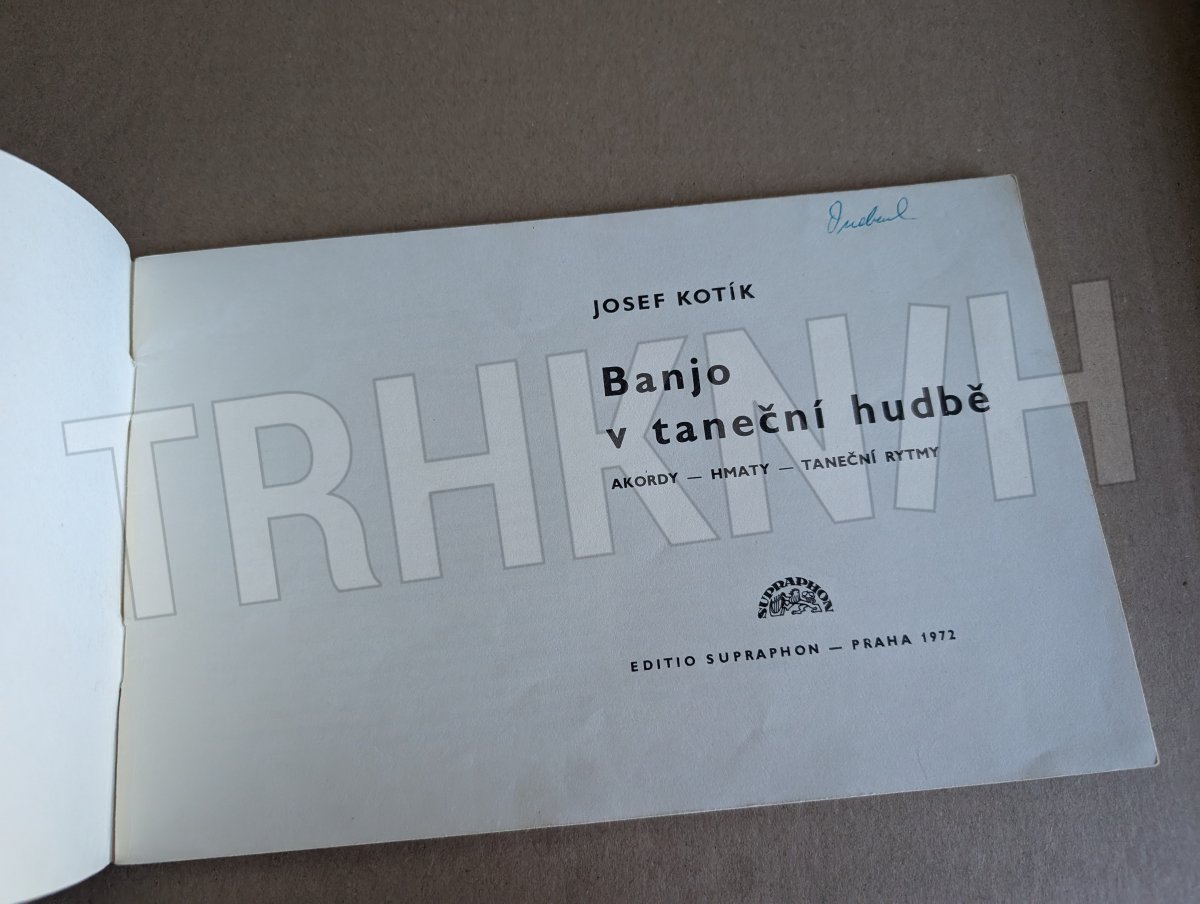 JOSEF KOTÍK
Banjo
v taneční hudbě
AKORDY — HMATY — TANEČNÍ RYTMY
TRHKNIH
SUPRAPHON
EDITIO SUPRAPHON — PRAHA 1972